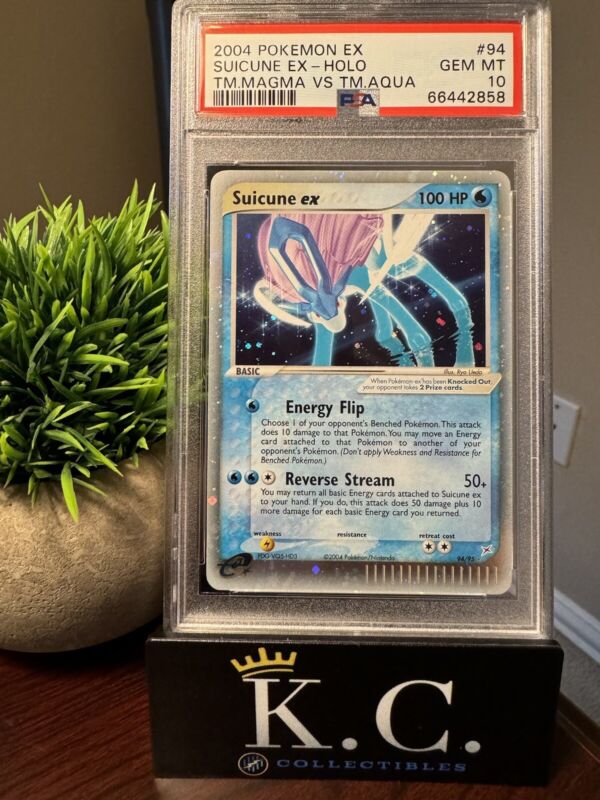 2004 POKEMON EX #94
SUICUNE EX-HOLO GEM MT
TM.MAGMA VS TM.AQUA 10
PSA 66442858
Suicune ex 100 HP
BASIC
Illus. Ryo Ueda
When Pokémon-ex has been Knocked Out,
your opponent takes 2 Prize cards.
Energy Flip
Choose 1 of your opponent's Benched Pokémon. This attack
does 10 damage to that Pokémon. You may move an Energy
card attached to that Pokémon to another of your
opponent's Pokémon. (Don't apply Weakness and Resistance for
Benched Pokémon.)
Reverse Stream 50+
You may return all basic Energy cards attached to Suicune ex
to your hand. If you do, this attack does 50 damage plus 10
more damage for each basic Energy card you returned.
weakness resistance retreat cost
©2004 Pokémon/Nintendo 94/95
K.C.
COLLECTIBLES